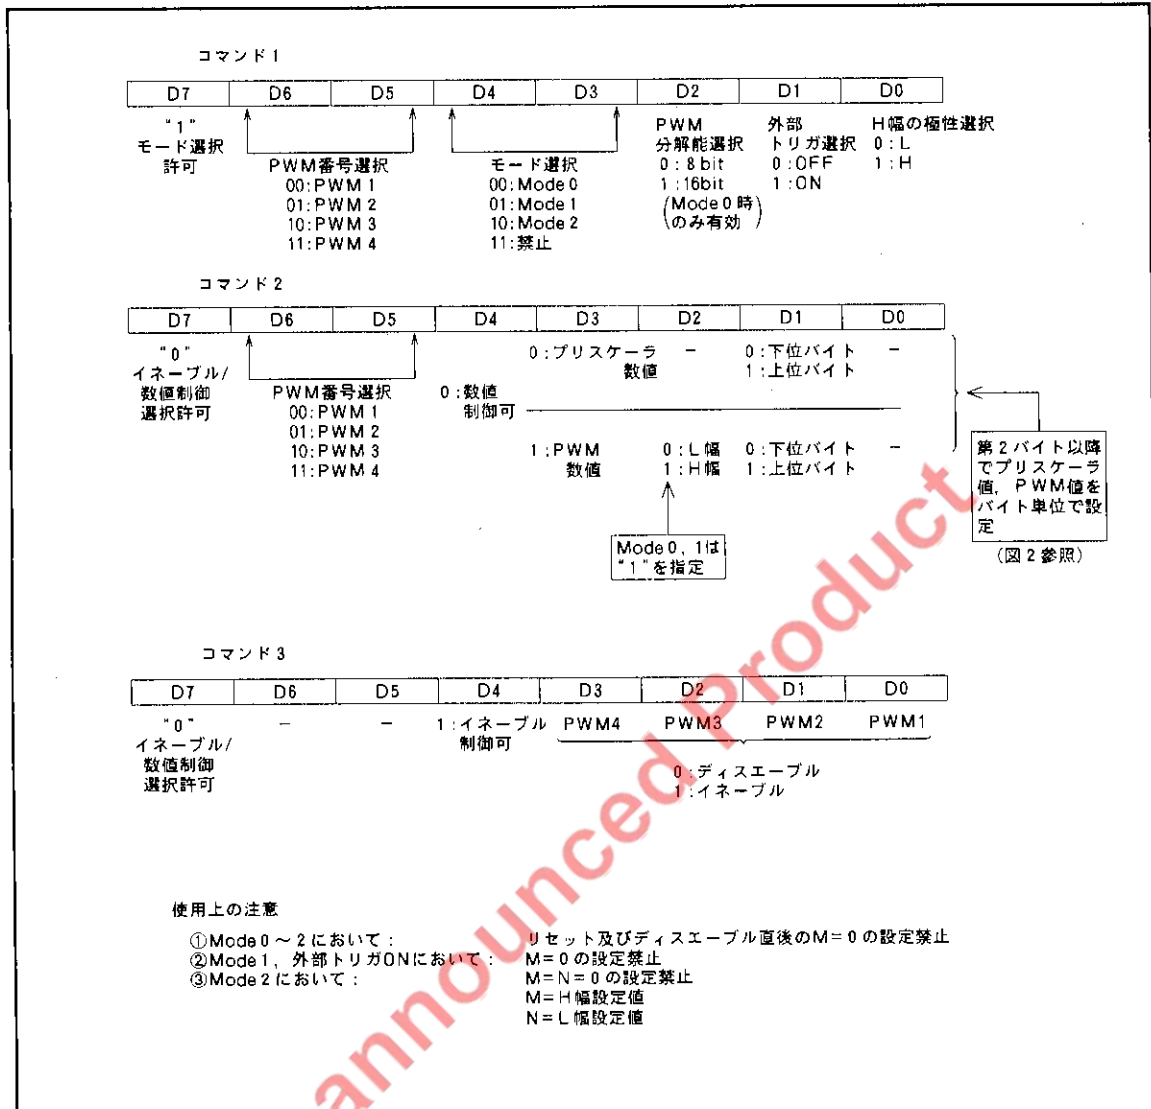 コマンド1
D7 D6 D5 D4 D3 D2 D1 D0
"1"
モード選択
許可
PWM番号選択
00:PWM1
01:PWM2
10:PWM3
11:PWM4
モード選択
00:Mode0
01:Mode1
10:Mode2
11:禁止
PWM
分解能選択
0:8bit
1:16bit
(Mode0時
のみ有効)
外部
トリガ選択
0:OFF
1:ON
H幅の極性選択
0:L
1:H
コマンド2
D7 D6 D5 D4 D3 D2 D1 D0
"0"
イネーブル/
数値制御
選択許可
PWM番号選択
00:PWM1
01:PWM2
10:PWM3
11:PWM4
0:数値
制御可
0:プリスケーラ − 0:下位バイト −
数値 1:上位バイト
1:PWM 0:L幅 0:下位バイト −
数値 1:H幅 1:上位バイト
Mode0,1は
"1"を指定
第2バイト以降
でプリスケーラ
値,PWM値を
バイト単位で設
定
(図2参照)
コマンド3
D7 D6 D5 D4 D3 D2 D1 D0
"0" − − 1:イネーブル PWM4 PWM3 PWM2 PWM1
イネーブル/ 制御可
数値制御
選択許可
0:ディスエーブル
1:イネーブル
使用上の注意
①Mode0〜2において: リセット及びディスエーブル直後のM=0の設定禁止
②Mode1,外部トリガONにおいて: M=0の設定禁止
③Mode2において: M=N=0の設定禁止
M=H幅設定値
N=L幅設定値
announced Product